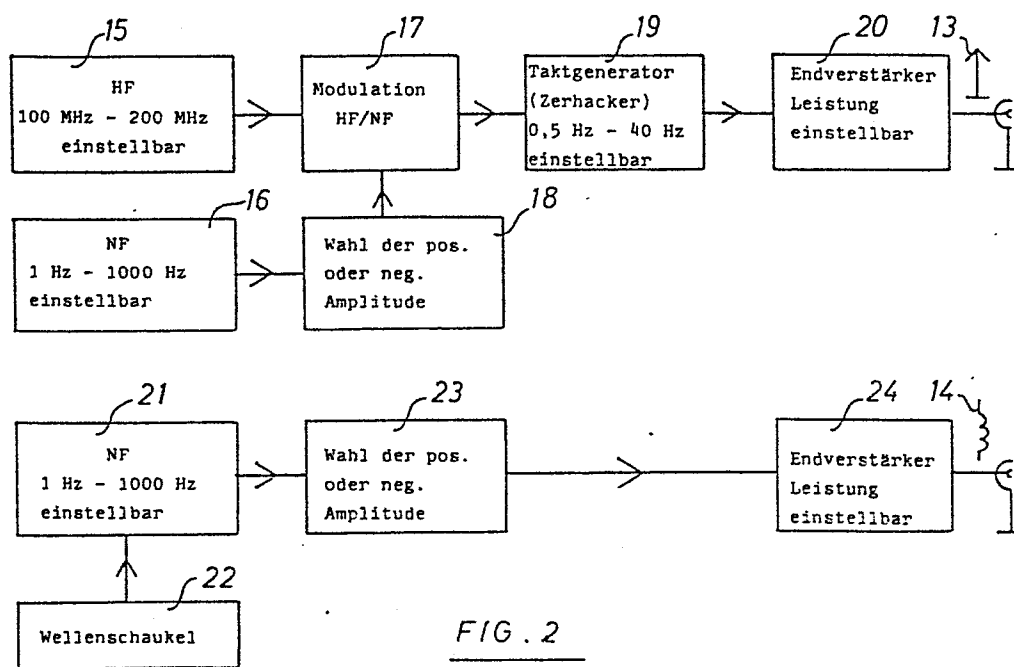 15
HF
100 MHz - 200 MHz
einstellbar
17
Modulation
HF/NF
19
Taktgenerator
(Zerhacker)
0,5 Hz - 40 Hz
einstellbar
20
Endverstärker
Leistung
einstellbar
13
16
NF
1 Hz - 1000 Hz
einstellbar
18
Wahl der pos.
oder neg.
Amplitude
21
NF
1 Hz - 1000 Hz
einstellbar
23
Wahl der pos.
oder neg.
Amplitude
24
Endverstärker
Leistung
einstellbar
14
22
Wellenschaukel
FIG. 2